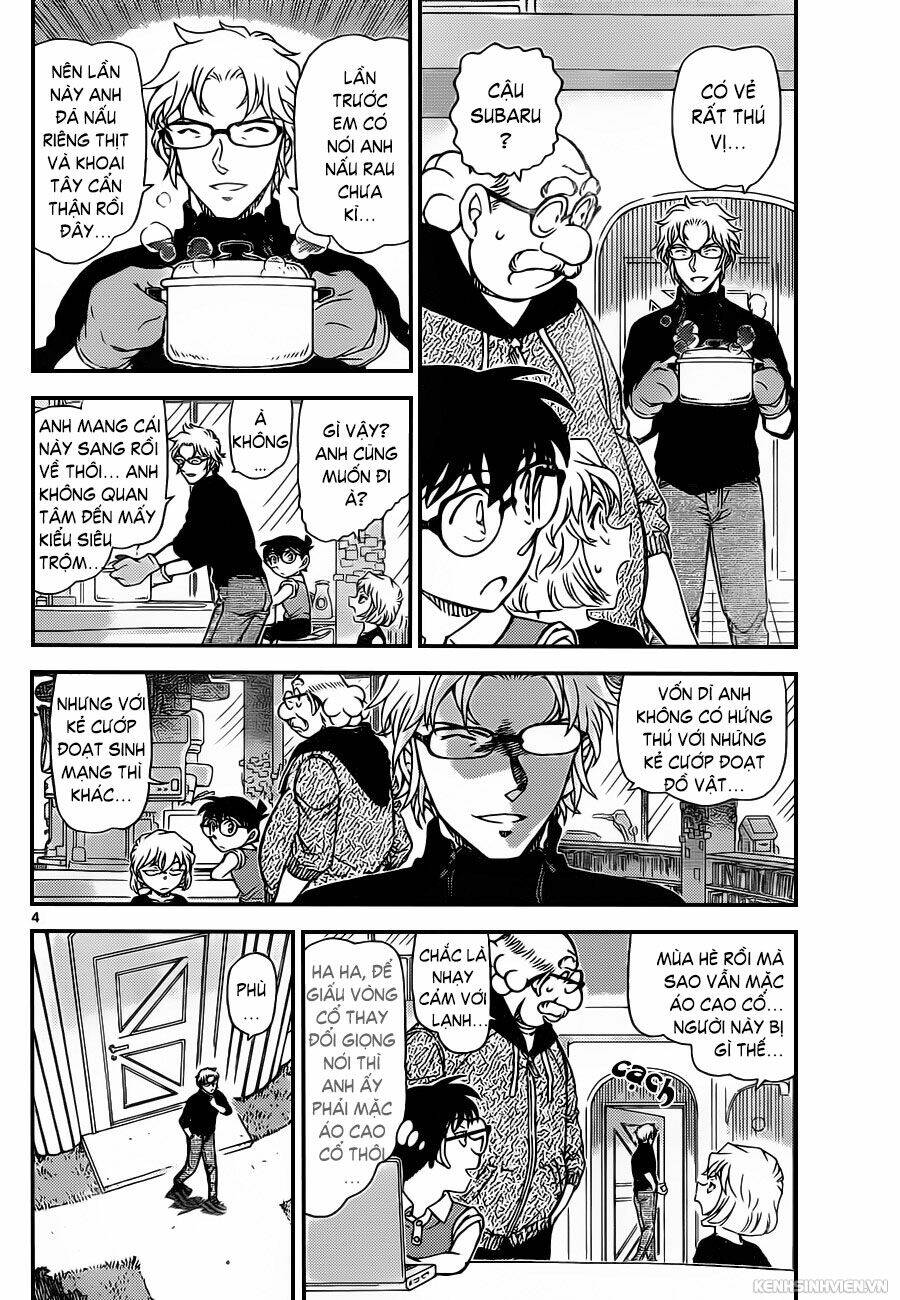 CÓ VẺ
RẤT THÚ
VỊ...
CẬU
SUBARU
?
LẦN
TRƯỚC
EM CÓ
NÓI ANH
NẤU RAU
CHƯA
KĨ...
NÊN LẦN
NÀY ANH
ĐÃ NẤU
RIÊNG THỊT
VÀ KHOAI
TÂY CẨN
THẬN RỒI
ĐÂY...
GÌ VẬY?
ANH CŨNG
MUỐN ĐI
À?
À
KHÔNG
...
ANH MANG CÁI
NÀY SANG RỒI
VỀ THÔI... ANH
KHÔNG QUAN
TÂM ĐẾN MẤY
KIỂU SIÊU
TRỘM...
VỐN DĨ ANH
KHÔNG CÓ HỨNG
THÚ VỚI NHỮNG
KẺ CƯỚP ĐOẠT
ĐỒ VẬT...
NHƯNG VỚI
KẺ CƯỚP
ĐOẠT SINH
MẠNG THÌ
KHÁC...
4
MÙA HÈ RỒI MÀ
SAO VẪN MẶC
ÁO CAO CỔ...
NGƯỜI NÀY BỊ
GÌ THẾ...
CẠCH
CHẮC LÀ
NHẠY
CẢM VỚI
LẠNH...
HA HA, ĐỂ
GIẤU VÒNG
CỔ THAY
ĐỔI GIỌNG
NÓI THÌ
ANH ẤY
PHẢI MẶC
ÁO CAO
CỔ THÔI
...
PHÙ
...
KENHSINHVIEN.VN